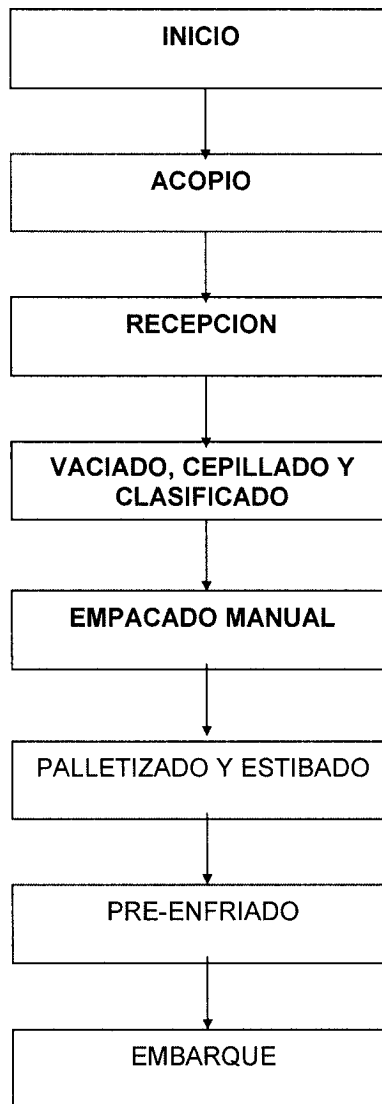 INICIO
ACOPIO
RECEPCION
VACIADO, CEPILLADO Y
CLASIFICADO
EMPACADO MANUAL
PALLETIZADO Y ESTIBADO
PRE-ENFRIADO
EMBARQUE